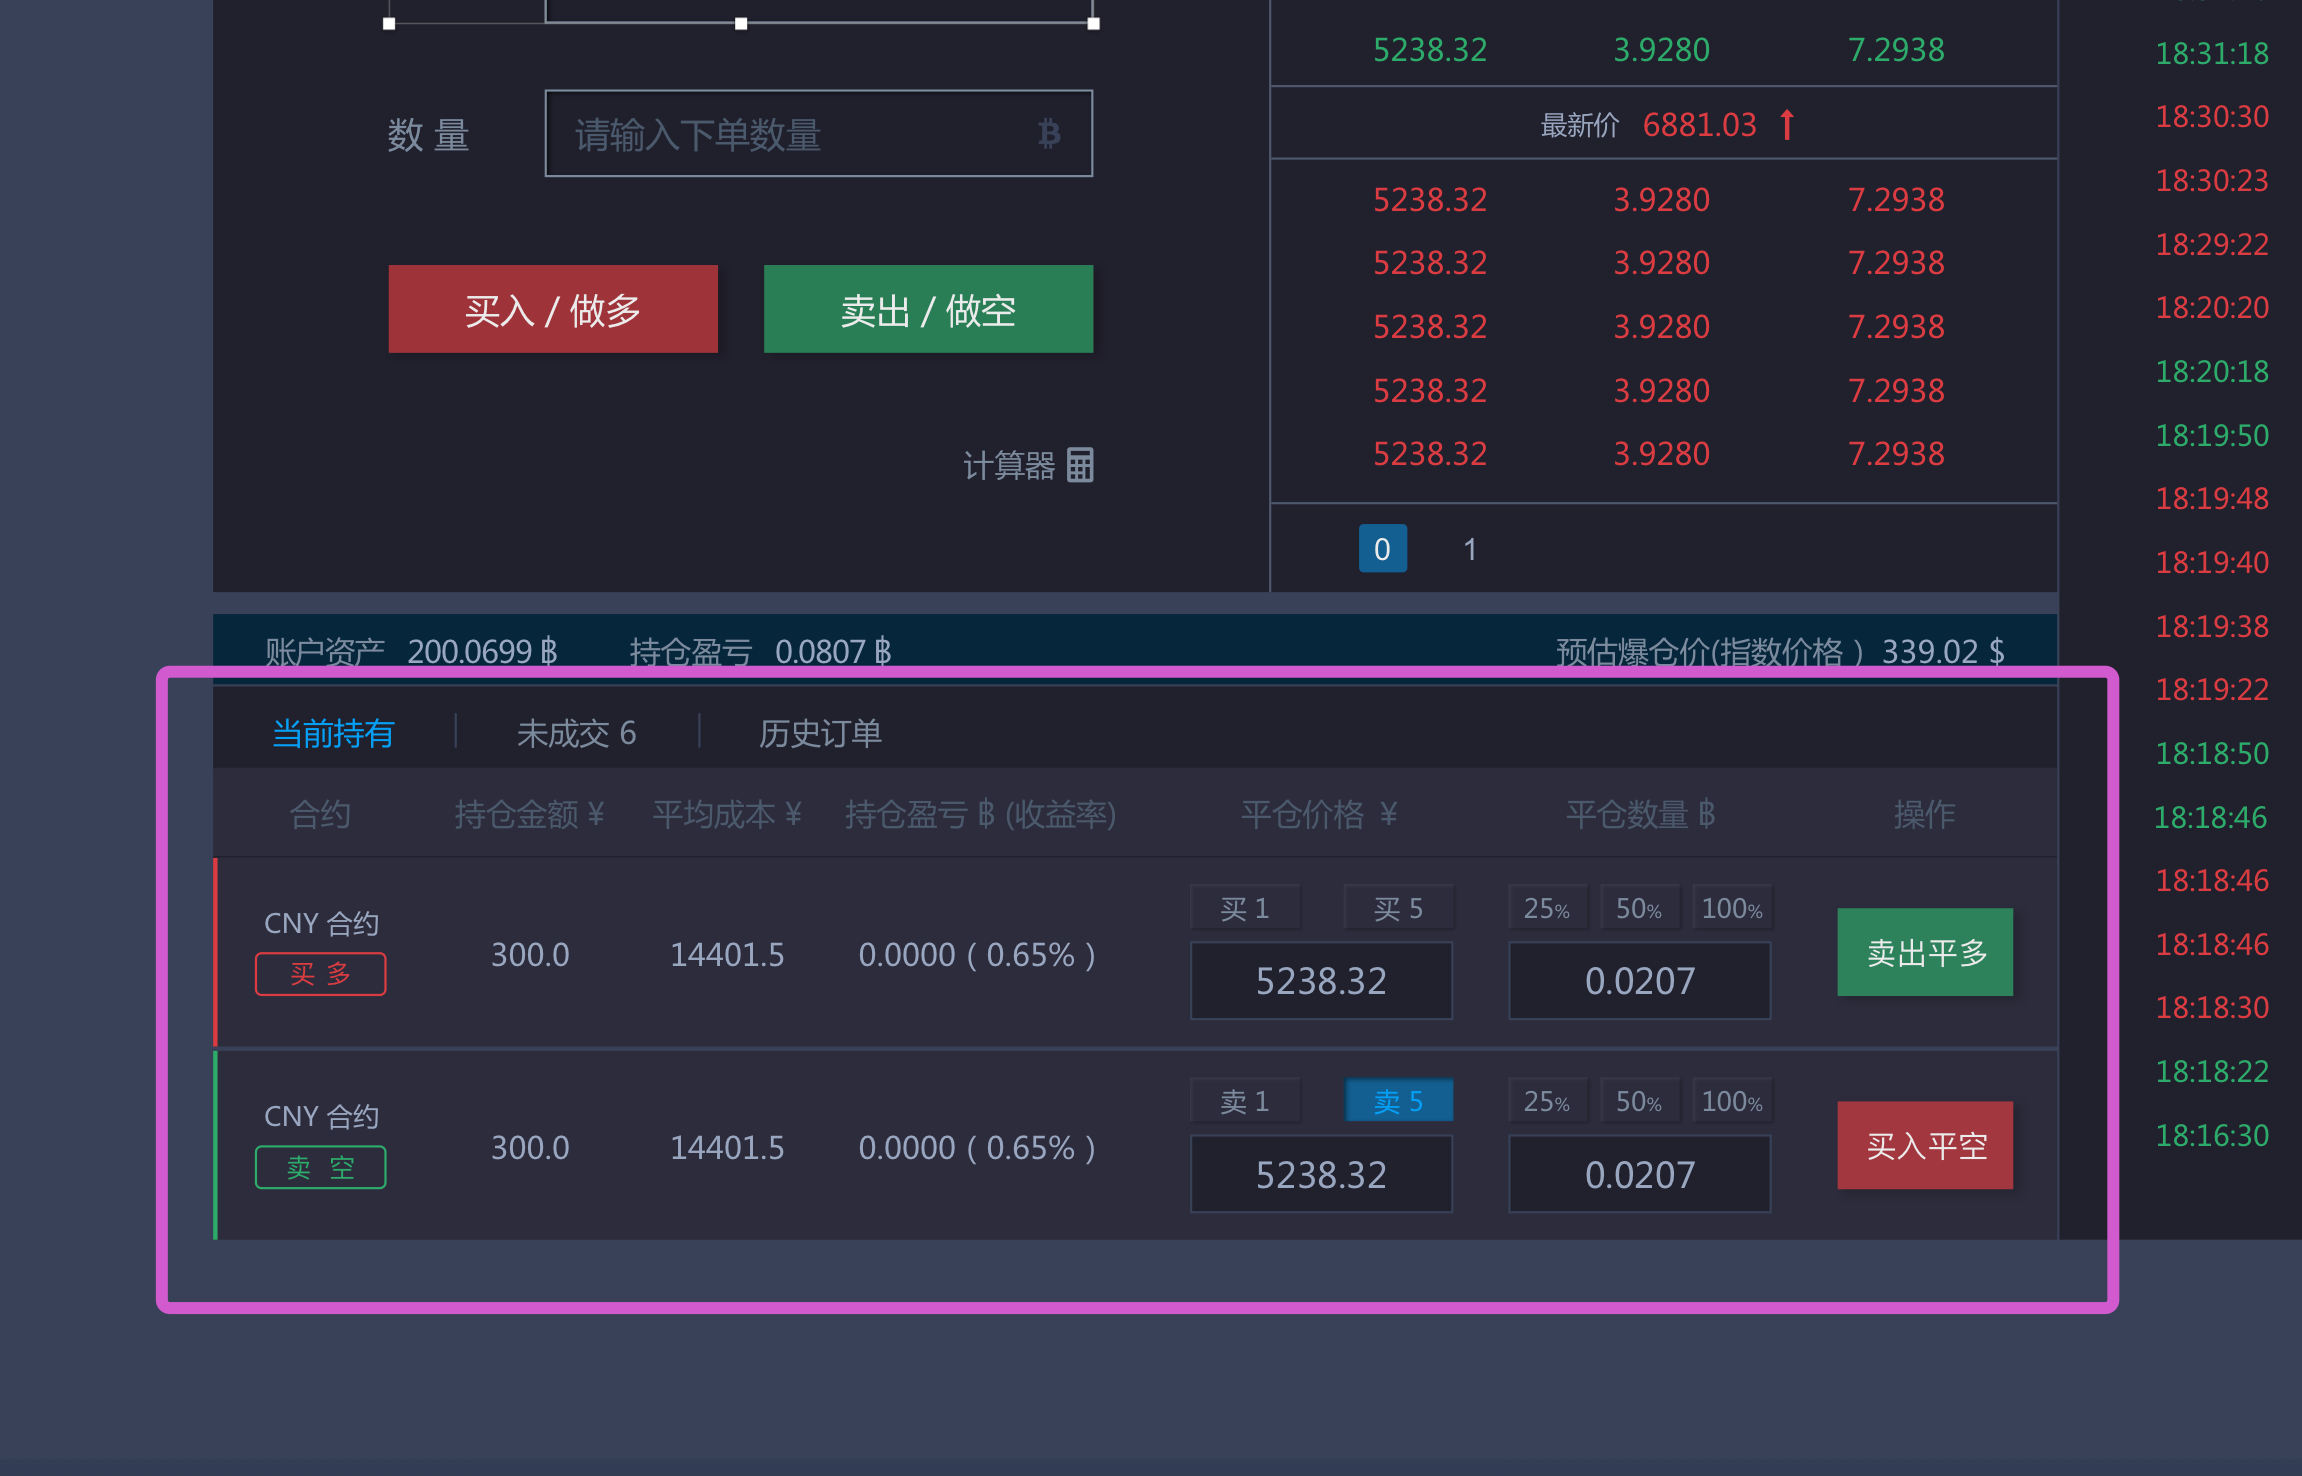 5238.32 3.9280 7.2938
最新价 6881.03
数 量 请输入下单数量
5238.32 3.9280 7.2938
5238.32 3.9280 7.2938
5238.32 3.9280 7.2938
5238.32 3.9280 7.2938
5238.32 3.9280 7.2938
买入 / 做多 卖出 / 做空
计算器
0 1
18:31:18
18:30:30
18:30:23
18:29:22
18:20:20
18:20:18
18:19:50
18:19:48
18:19:40
18:19:38
18:19:22
18:18:50
18:18:46
18:18:46
18:18:46
18:18:30
18:18:22
18:16:30
账户资产 200.0699 ฿ 持仓盈亏 0.0807 ฿ 预估爆仓价(指数价格 ) 339.02 $
当前持有 未成交 6 历史订单
合约 持仓金额 ¥ 平均成本 ¥ 持仓盈亏 ฿ (收益率) 平仓价格 ¥ 平仓数量 ฿ 操作
买 1 买 5 25% 50% 100%
CNY 合约
买 多
300.0 14401.5 0.0000 ( 0.65% ) 5238.32 0.0207 卖出平多
卖 1 卖 5 25% 50% 100%
CNY 合约
卖 空
300.0 14401.5 0.0000 ( 0.65% ) 5238.32 0.0207 买入平空